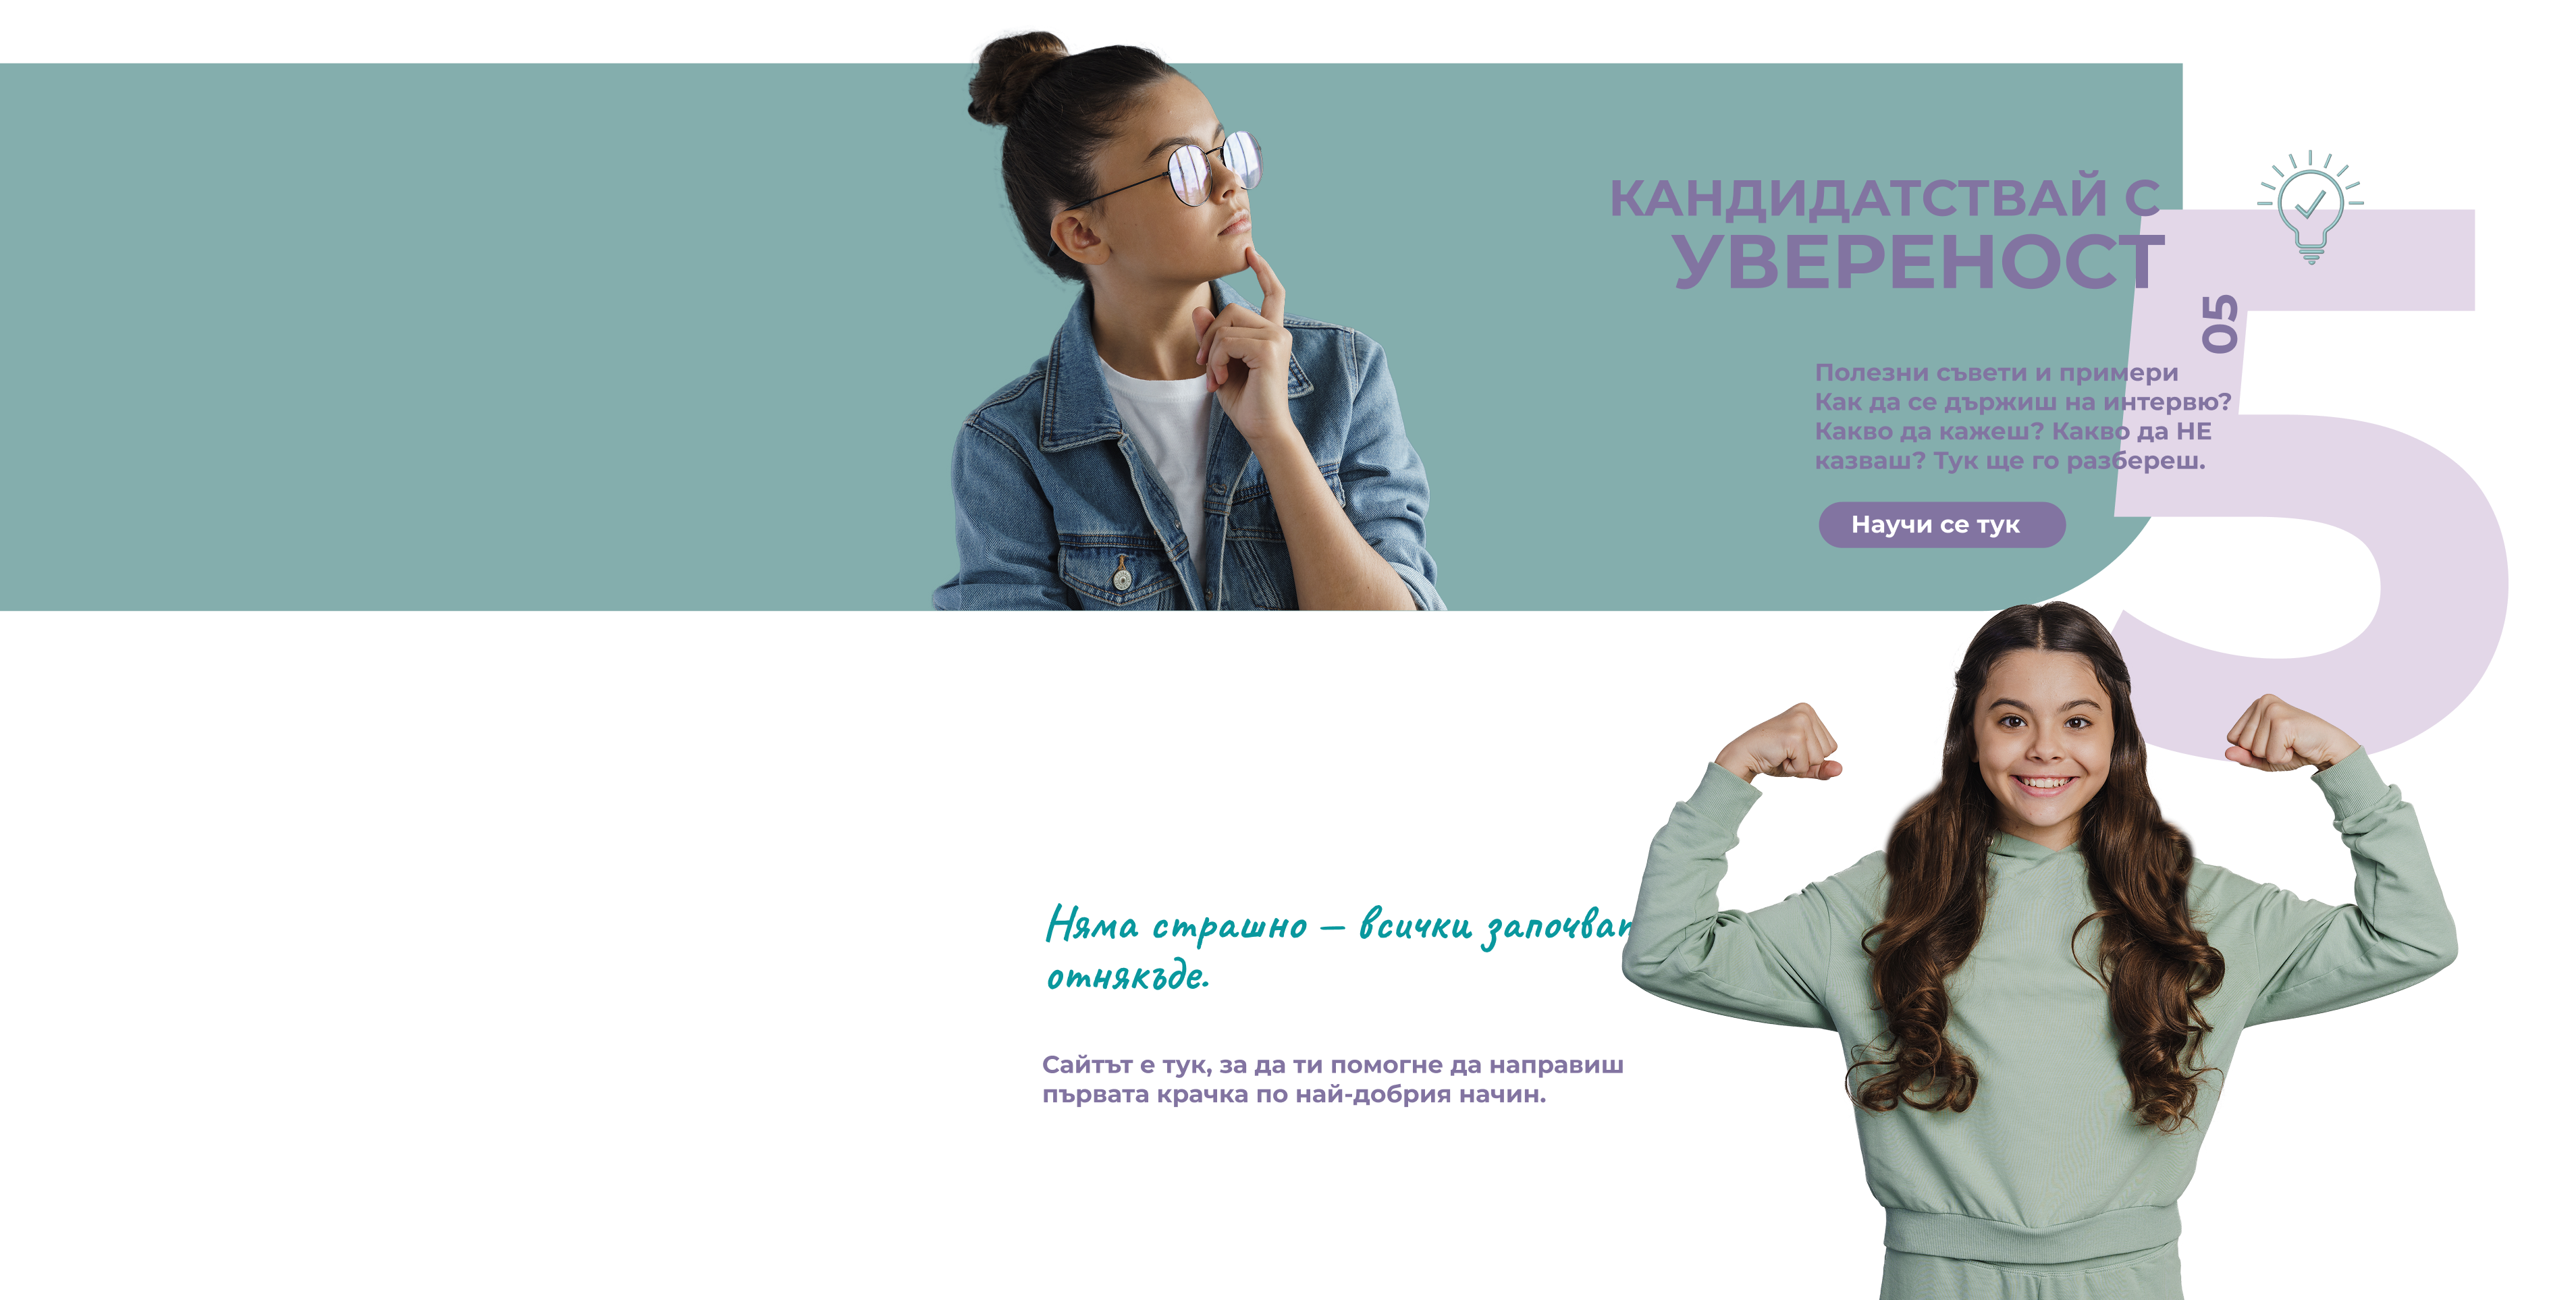 КАНДИДАТСТВАЙ С
УВЕРЕНОСТ
05
5
Полезни съвети и примери
Как да се държиш на интервю?
Какво да кажеш? Какво да НЕ
казваш? Тук ще го разбереш.
Научи се тук
Няма страшно – всички започват
отнякъде.
Сайтът е тук, за да ти помогне да направиш
първата крачка по най-добрия начин.